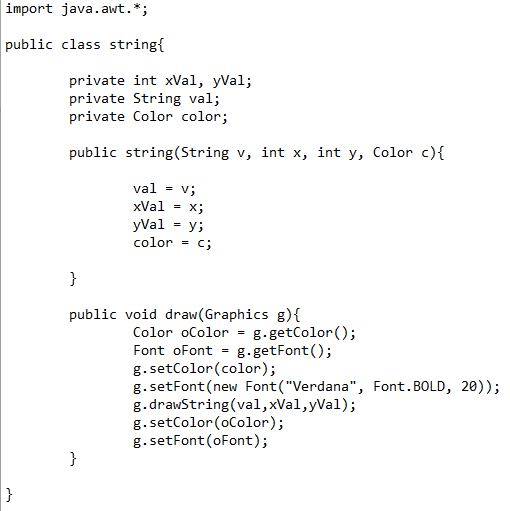 import java.awt.*;
public class string{
private int xVal, yVal;
private String val;
private Color color;
public string(String v, int x, int y, Color c){
val = v;
xVal = x;
yVal = y;
color = c;
}
public void draw(Graphics g){
Color oColor = g.getColor();
Font oFont = g.getFont();
g.setColor(color);
g.setFont(new Font("Verdana", Font.BOLD, 20));
g.drawString(val,xVal,yVal);
g.setColor(oColor);
g.setFont(oFont);
}
}